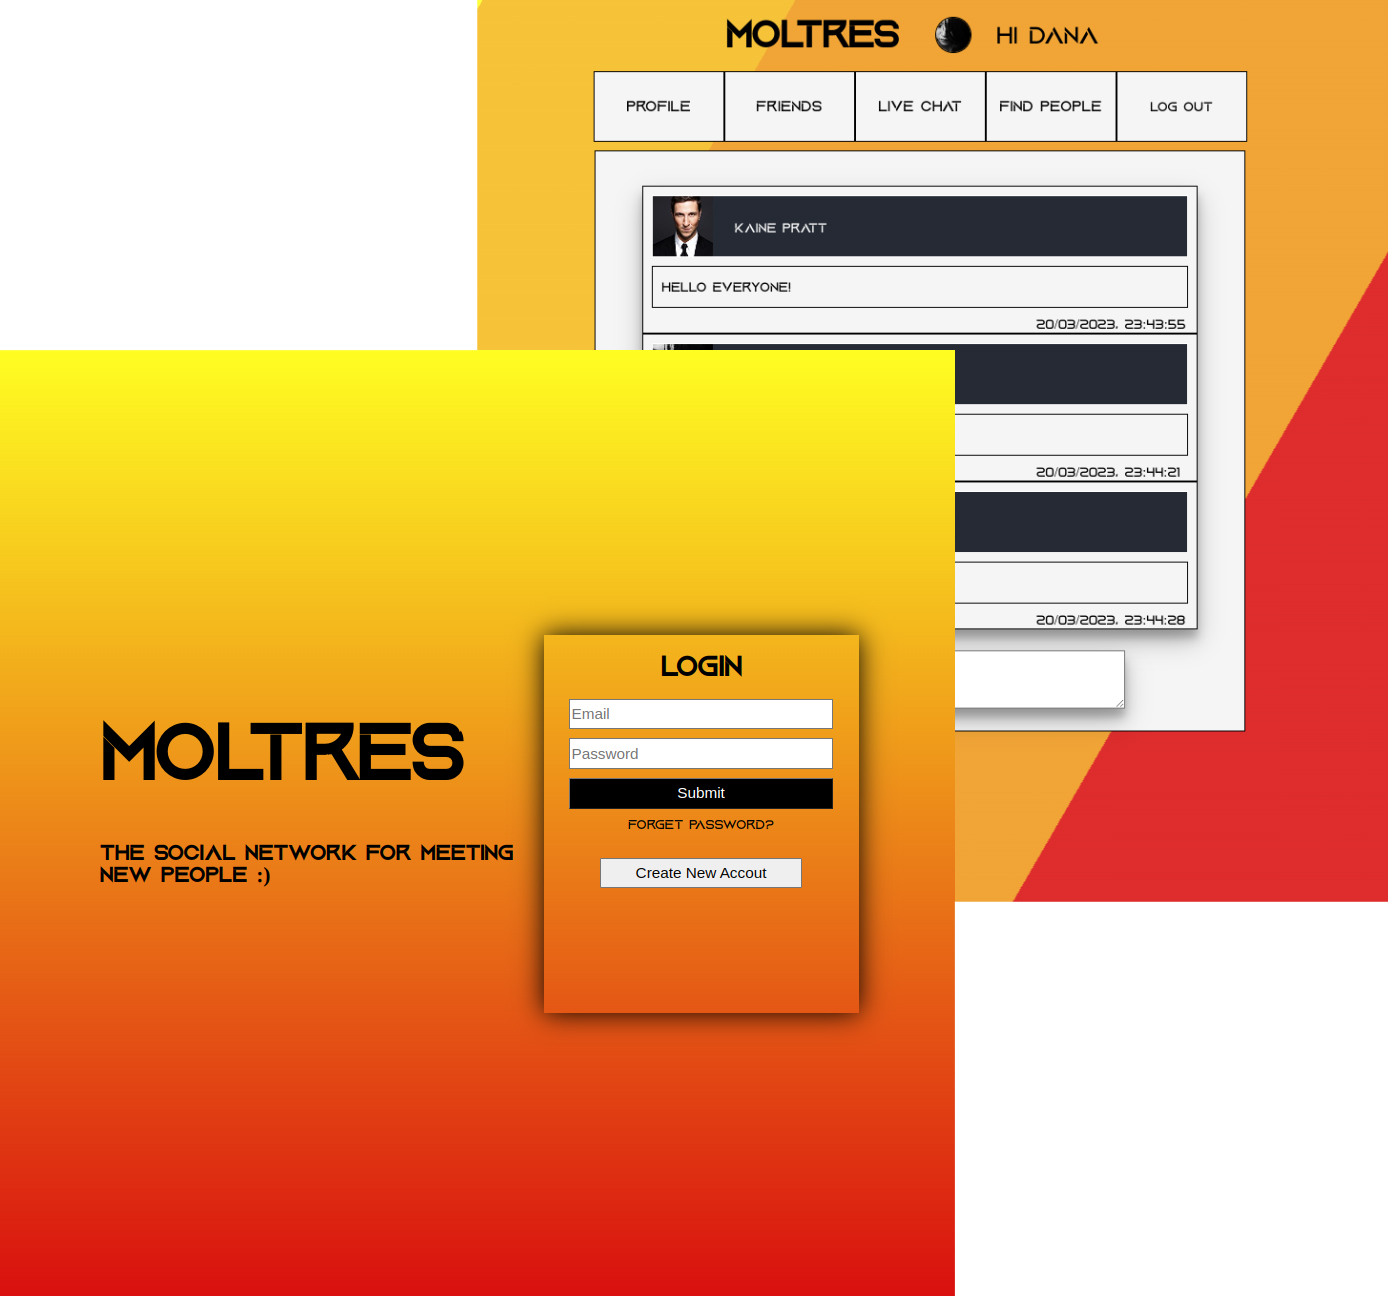 MOLTRES
HI DANA
PROFILE
FRIENDS
LIVE CHAT
FIND PEOPLE
LOG OUT
KAINE PRATT
HELLO EVERYONE!
20/03/2023, 23:43:55
20/03/2023, 23:44:21
20/03/2023, 23:44:28
MOLTRES
THE SOCIAL NETWORK FOR MEETING
NEW PEOPLE :)
LOGIN
Email
Password
Submit
FORGET PASSWORD?
Create New Accout